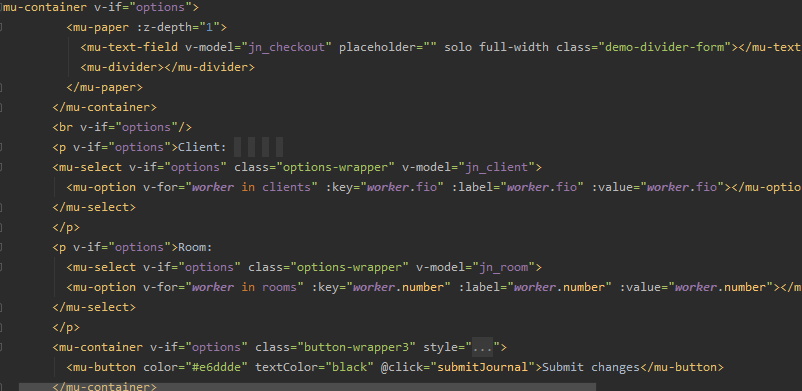 mu-container v-if="options">
<mu-paper :z-depth="1">
<mu-text-field v-model="jn_checkout" placeholder="" solo full-width class="demo-divider-form"></mu-text
<mu-divider></mu-divider>
</mu-paper>
</mu-container>
<br v-if="options"/>
<p v-if="options">Client:
<mu-select v-if="options" class="options-wrapper" v-model="jn_client">
<mu-option v-for="worker in clients" :key="worker.fio" :label="worker.fio" :value="worker.fio"></mu-optio
</mu-select>
</p>
<p v-if="options">Room:
<mu-select v-if="options" class="options-wrapper" v-model="jn_room">
<mu-option v-for="worker in rooms" :key="worker.number" :label="worker.number" :value="worker.number"></m
</mu-select>
</p>
<mu-container v-if="options" class="button-wrapper3" style="...">
<mu-button color="#e6ddde" textColor="black" @click="submitJournal">Submit changes</mu-button>
</mu-container>